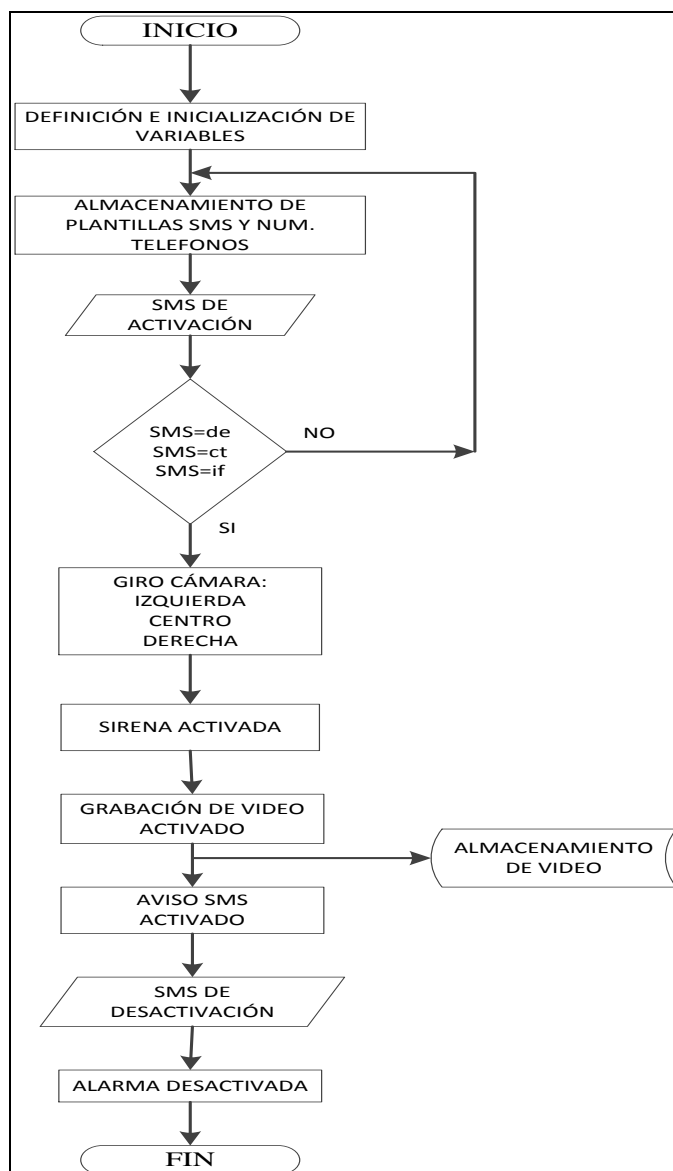 INICIO
DEFINICIÓN E INICIALIZACIÓN DE
VARIABLES
ALMACENAMIENTO DE
PLANTILLAS SMS Y NUM.
TELEFONOS
SMS DE
ACTIVACIÓN
SMS=de
SMS=ct
SMS=if
NO
SI
GIRO CÁMARA:
IZQUIERDA
CENTRO
DERECHA
SIRENA ACTIVADA
GRABACIÓN DE VIDEO
ACTIVADO
ALMACENAMIENTO
DE VIDEO
AVISO SMS
ACTIVADO
SMS DE
DESACTIVACIÓN
ALARMA DESACTIVADA
FIN